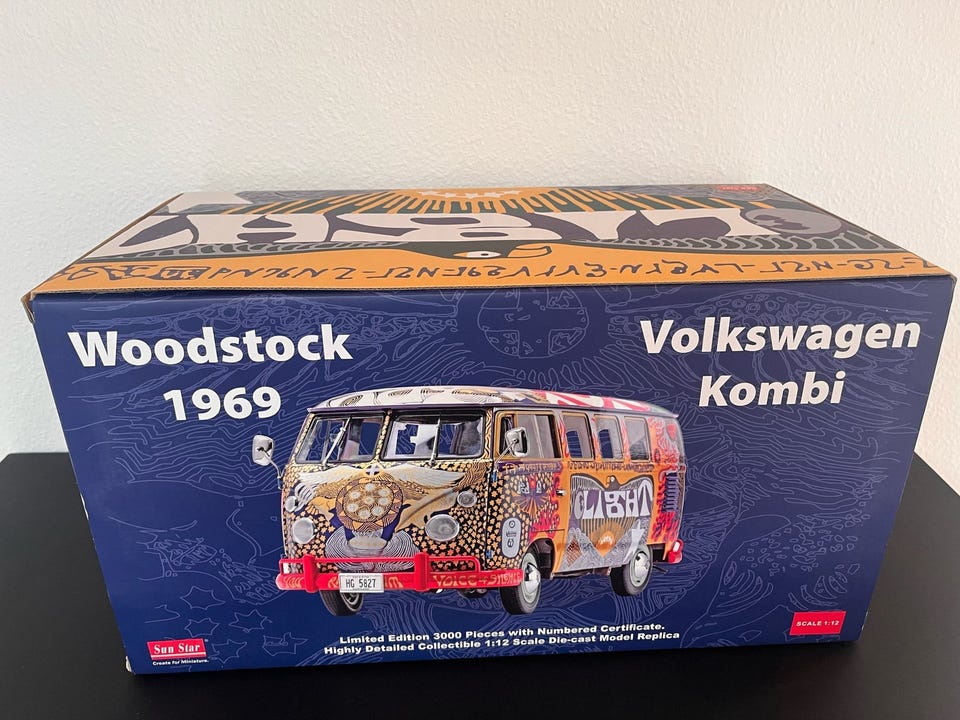 Woodstock
1969
Volkswagen
Kombi
LIGHT
HG 582T
Limited Edition 3000 Pieces with Numbered Certificate.
Highly Detailed Collectible 1:12 Scale Die-cast Model Replica
SCALE 1:12
Sun Star
Create for Miniature.